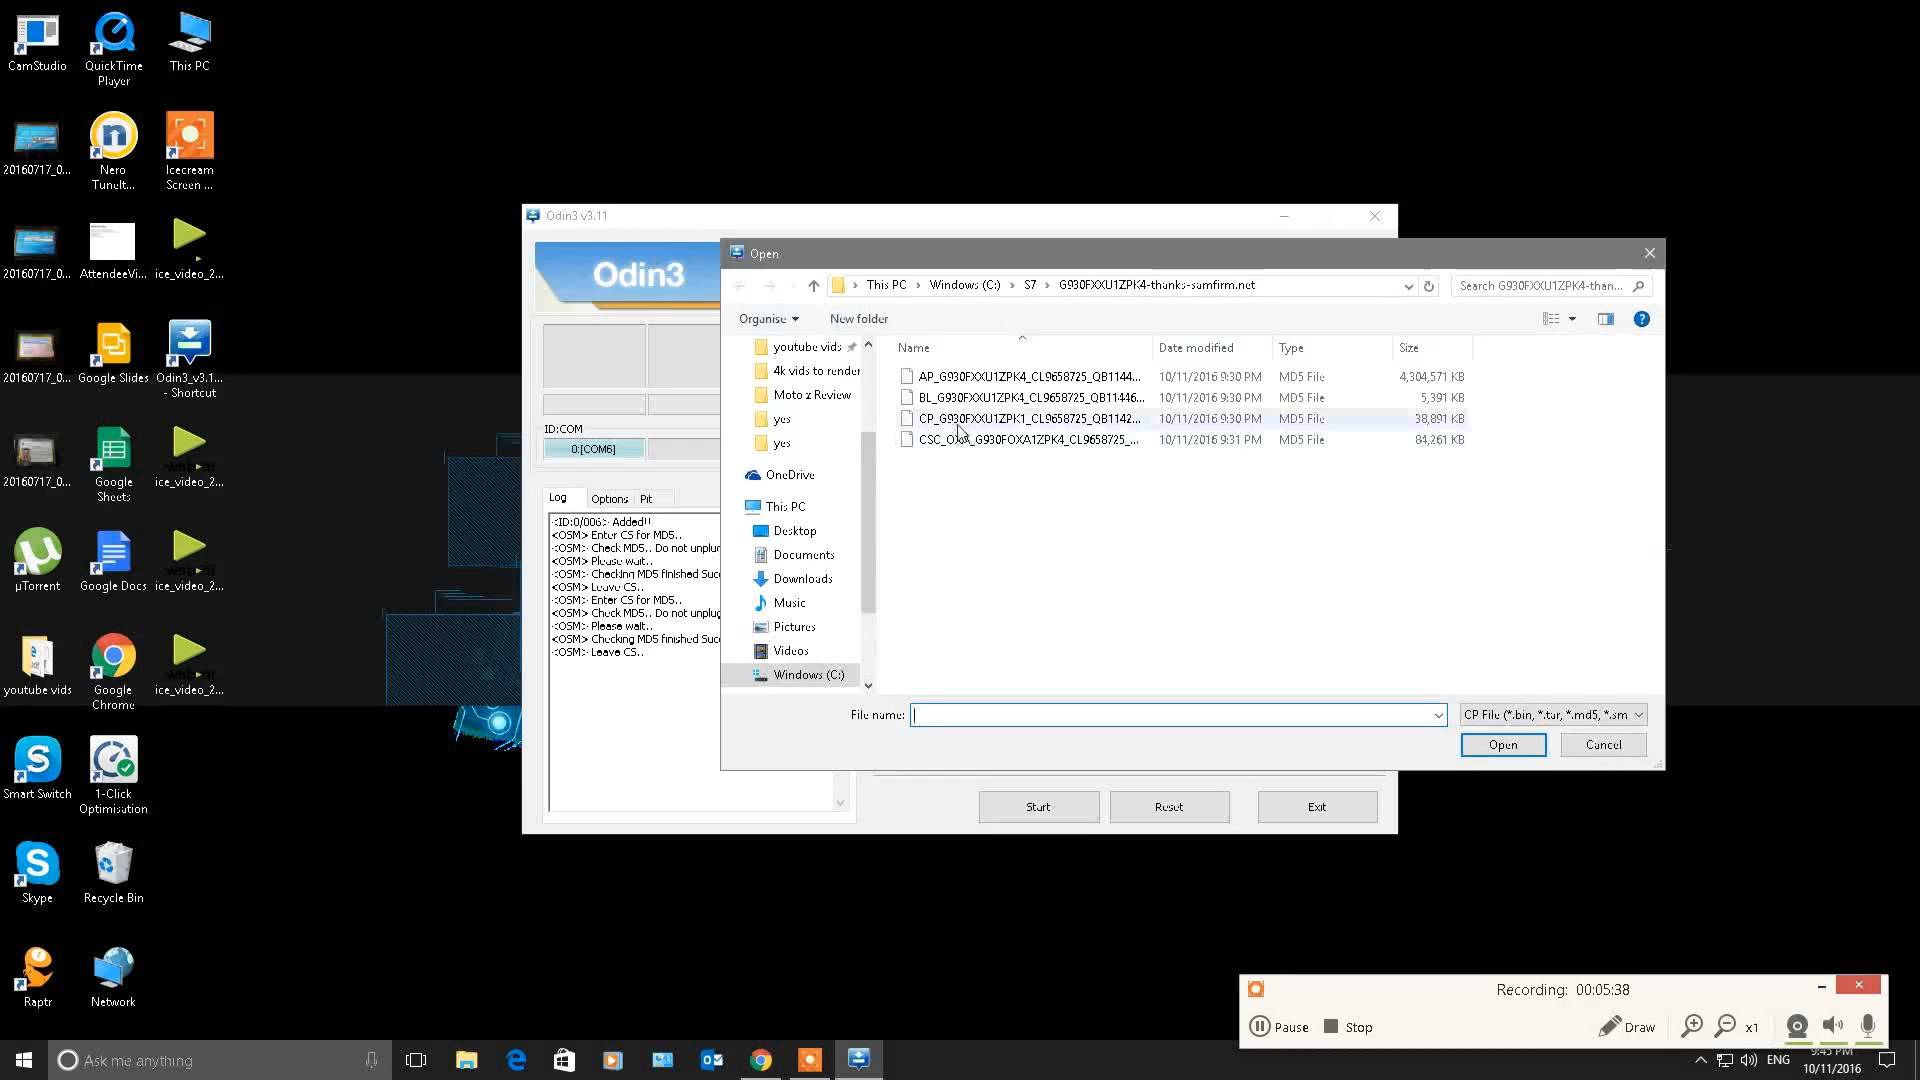 CamStudio
QuickTime
Player
This PC
20160717_0...
Nero
TuneIt...
Icecream
Screen ...
20160717_0...
AttendeeVi...
ice_video_2...
20160717_0...
Google Slides
Odin3_v3.1...
- Shortcut
20160717_0...
Google
Sheets
ice_video_2...
µTorrent
Google Docs
ice_video_2...
youtube vids
Google
Chrome
ice_video_2...
Smart Switch
1-Click
Optimisation
Skype
Recycle Bin
Raptr
Network
Odin3 v3.11
Odin3
ID:COM
0:[COM6]
Log
Options
Pit
<ID:0/006> Added!!
<OSM> Enter CS for MD5..
<OSM> Check MD5.. Do not unplug
<OSM> Please wait..
<OSM> Checking MD5 finished Succ
<OSM> Leave CS..
<OSM> Enter CS for MD5..
<OSM> Check MD5.. Do not unplug
<OSM> Please wait..
<OSM> Checking MD5 finished Succ
<OSM> Leave CS..
Start
Reset
Exit
Open
This PC
Windows (C:)
S7
G930FXXU1ZPK4-thanks-samfirm.net
Search G930FXXU1ZPK4-than...
Organise
New folder
youtube vids
4k vids to render
Moto z Review
yes
yes
OneDrive
This PC
Desktop
Documents
Downloads
Music
Pictures
Videos
Windows (C:)
Name Date modified Type Size
AP_G930FXXU1ZPK4_CL9658725_QB1144... 10/11/2016 9:30 PM MD5 File 4,304,571 KB
BL_G930FXXU1ZPK4_CL9658725_QB11446... 10/11/2016 9:30 PM MD5 File 5,391 KB
CP_G930FXXU1ZPK1_CL9658725_QB1142... 10/11/2016 9:30 PM MD5 File 38,891 KB
CSC_OXA_G930FOXA1ZPK4_CL9658725_... 10/11/2016 9:31 PM MD5 File 84,261 KB
File name:
CP File (*.bin, *.tar, *.md5, *.sm
Open
Cancel
Recording: 00:05:38
Pause
Stop
Draw
x1
Ask me anything
ENG
9:45 PM
10/11/2016